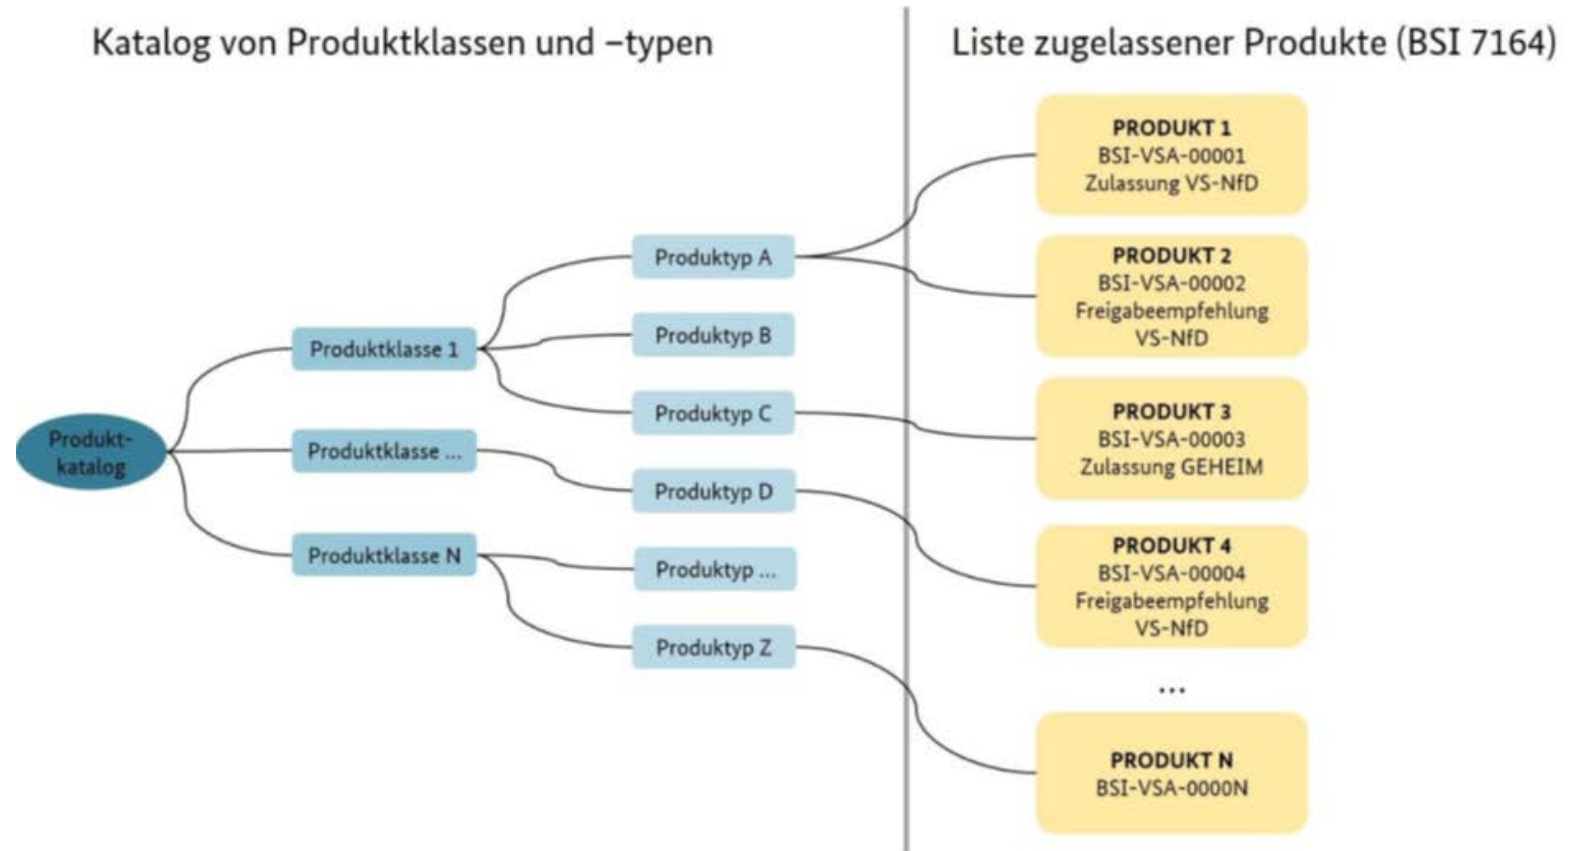 Katalog von Produktklassen und –typen
Liste zugelassener Produkte (BSI 7164)
Produkt-
katalog
Produktklasse 1
Produktklasse ...
Produktklasse N
Produktyp A
Produktyp B
Produktyp C
Produktyp D
Produktyp ...
Produktyp Z
PRODUKT 1
BSI-VSA-00001
Zulassung VS-NfD
PRODUKT 2
BSI-VSA-00002
Freigabeempfehlung
VS-NfD
PRODUKT 3
BSI-VSA-00003
Zulassung GEHEIM
PRODUKT 4
BSI-VSA-00004
Freigabeempfehlung
VS-NfD
...
PRODUKT N
BSI-VSA-0000N